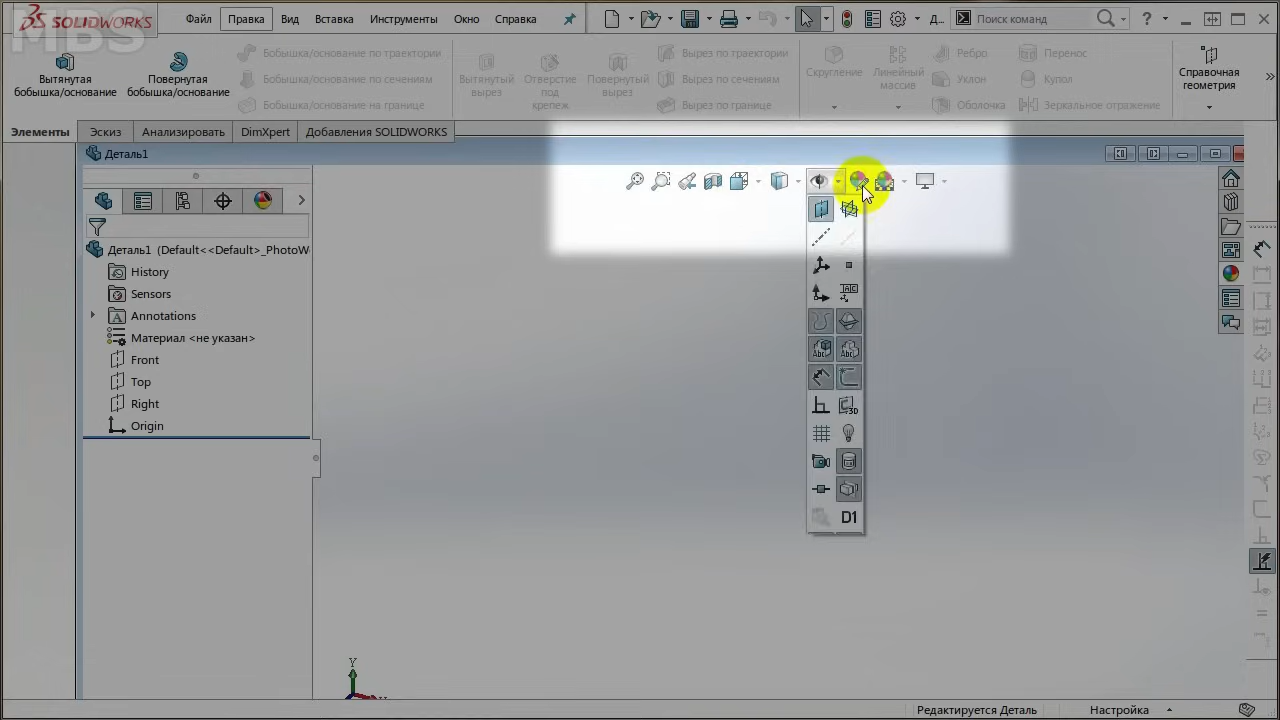 MBS
SOLIDWORKS
Файл Правка Вид Вставка Инструменты Окно Справка Д... Поиск команд ?
Вытянутая бобышка/основание
Повернутая бобышка/основание
Бобышка/основание по траектории
Бобышка/основание по сечениям
Бобышка/основание на границе
Вытянутый вырез
Отверстие под крепеж
Повернутый вырез
Вырез по траектории
Вырез по сечениям
Вырез по границе
Скругление
Линейный массив
Ребро
Уклон
Оболочка
Перенос
Купол
Зеркальное отражение
Справочная геометрия
Элементы Эскиз Анализировать DimXpert Добавления SOLIDWORKS
Деталь1
Деталь1 (Default<<Default>_PhotoW
History
Sensors
Annotations
Материал <не указан>
Front
Top
Right
Origin
3D
D1
Y
Редактируется Деталь Настройка